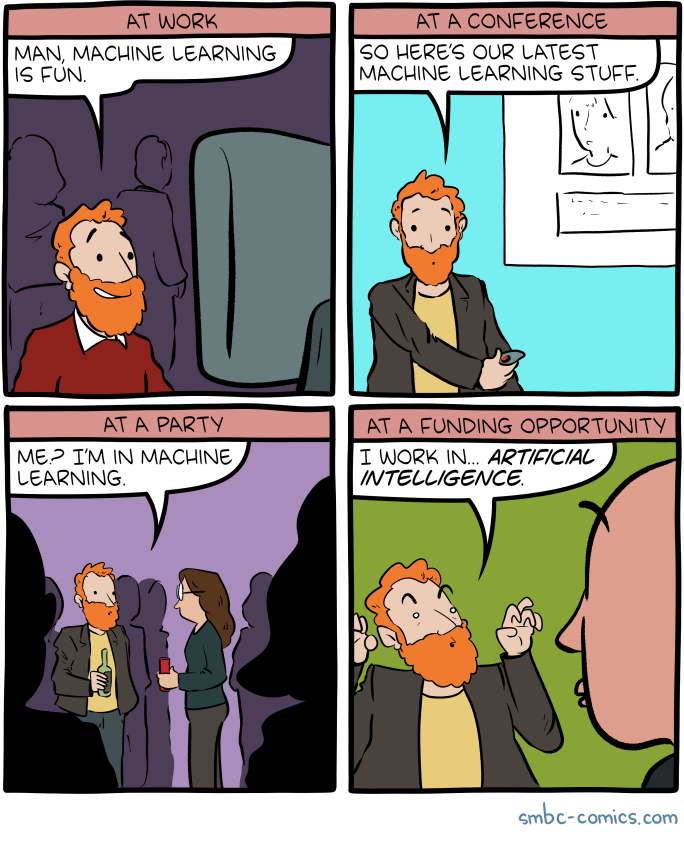 AT WORK
MAN, MACHINE LEARNING
IS FUN.
AT A CONFERENCE
SO HERE'S OUR LATEST
MACHINE LEARNING STUFF.
AT A PARTY
ME? I'M IN MACHINE
LEARNING.
AT A FUNDING OPPORTUNITY
I WORK IN... ARTIFICIAL
INTELLIGENCE.
smbc-comics.com